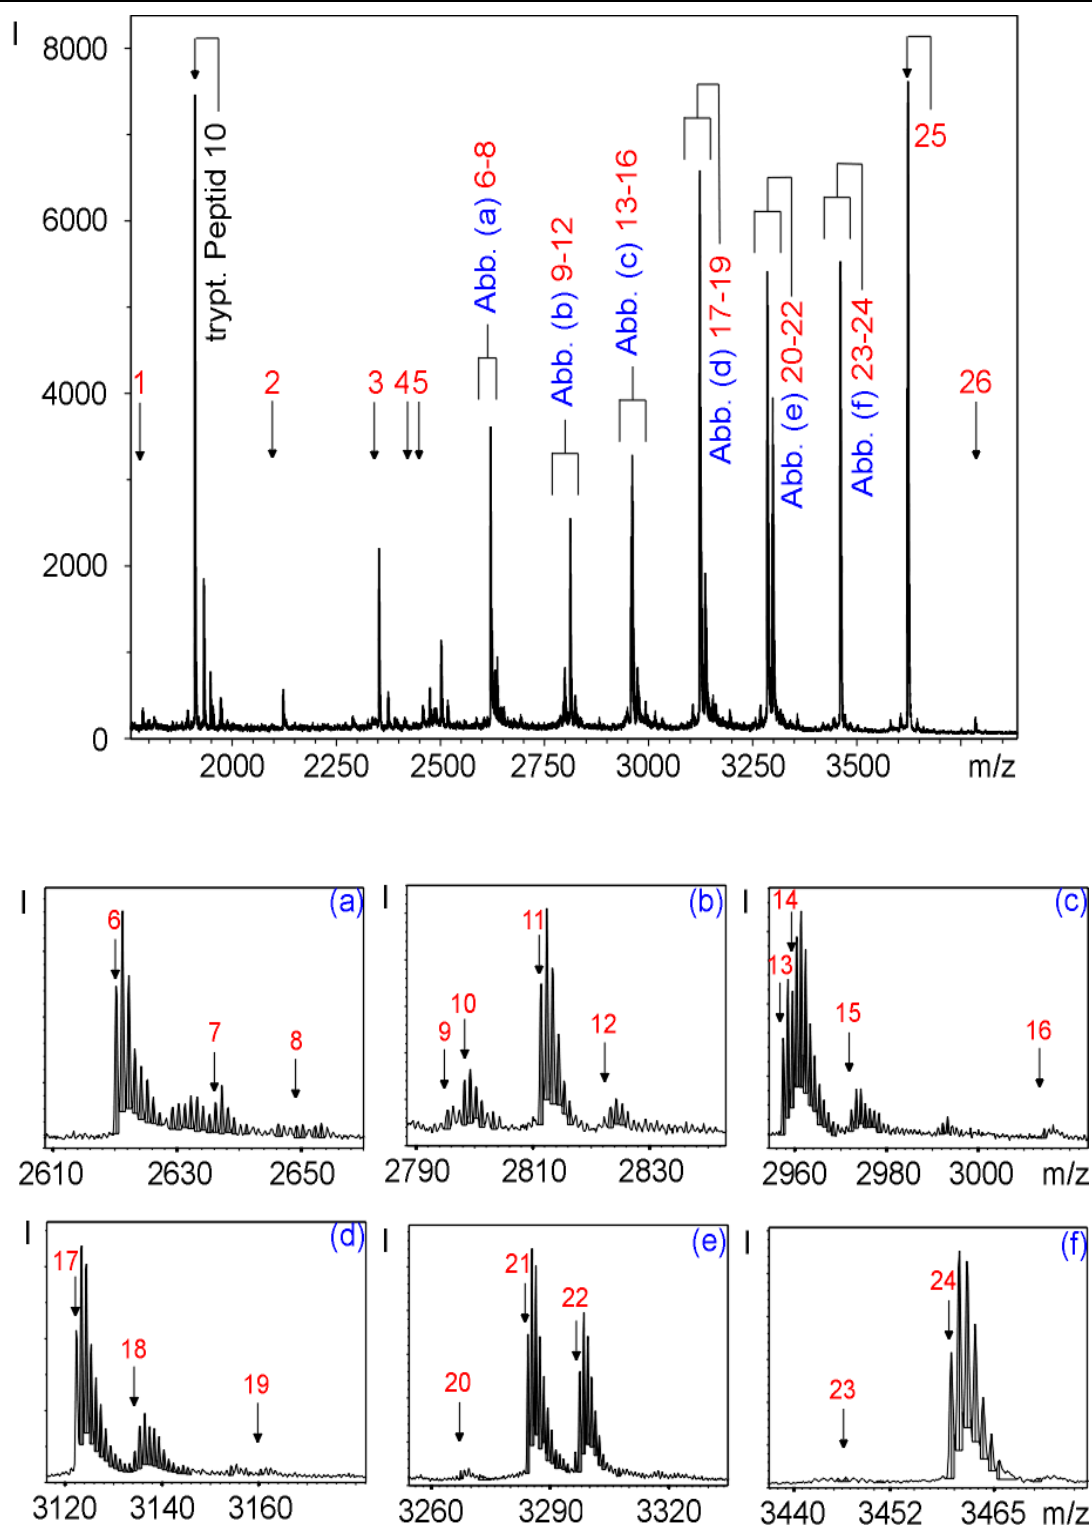 I
8000
6000
4000
2000
0
trypt. Peptid 10
1
2
3
4
5
Abb. (a) 6-8
Abb. (b) 9-12
Abb. (c) 13-16
Abb. (d) 17-19
Abb. (e) 20-22
Abb. (f) 23-24
25
26
2000 2250 2500 2750 3000 3250 3500 m/z
I
(a)
6
7
8
2610 2630 2650
I
(b)
9
10
11
12
2790 2810 2830
I
(c)
14
13
15
16
2960 2980 3000 m/z
I
(d)
17
18
19
3120 3140 3160
I
(e)
21
22
20
3260 3290 3320
I
(f)
24
23
3440 3452 3465 m/z